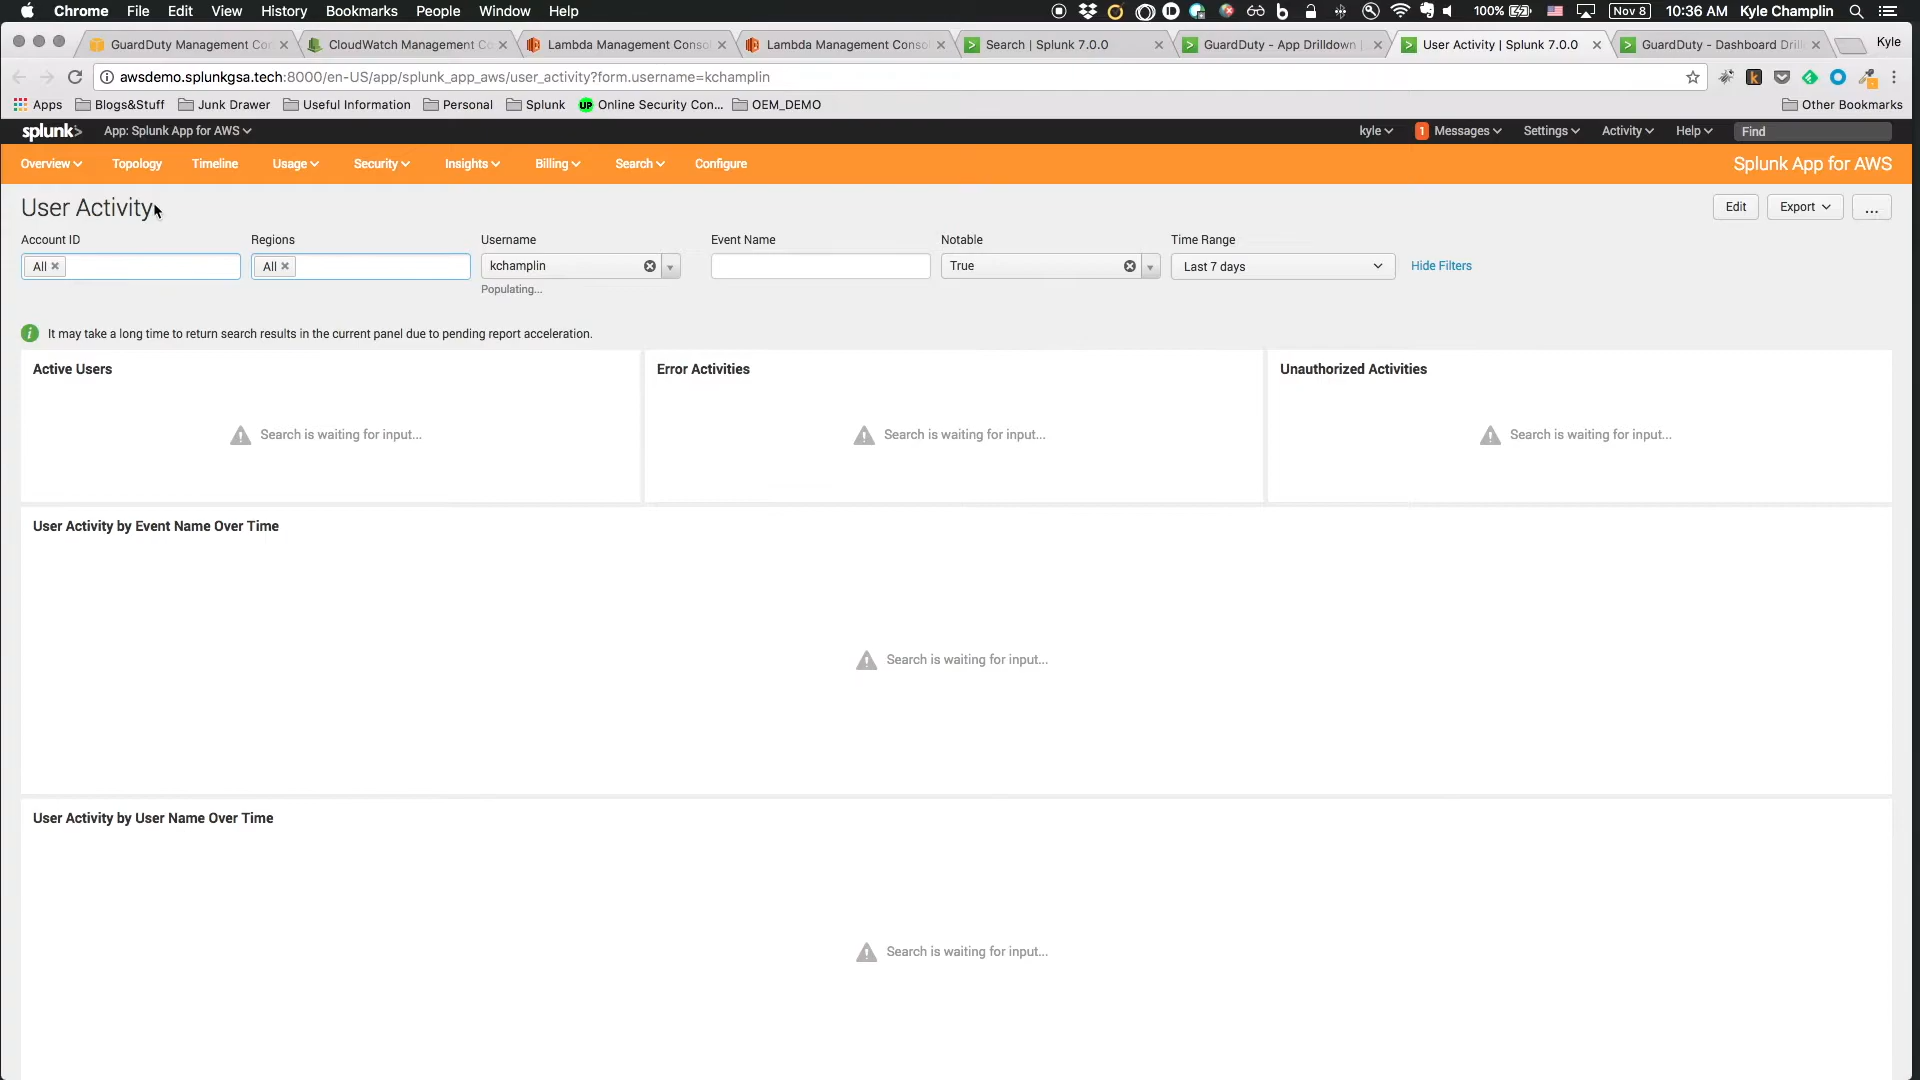 Chrome File Edit View History Bookmarks People Window Help 100% Nov 8 10:36 AM Kyle Champlin
GuardDuty Management Co CloudWatch Management C Lambda Management Conso Lambda Management Conso Search | Splunk 7.0.0 GuardDuty - App Drilldown | User Activity | Splunk 7.0.0 GuardDuty - Dashboard Dril Kyle
awsdemo.splunkgsa.tech:8000/en-US/app/splunk_app_aws/user_activity?form.username=kchamplin
Apps Blogs&Stuff Junk Drawer Useful Information Personal Splunk Online Security Con... OEM_DEMO Other Bookmarks
splunk> App: Splunk App for AWS kyle 1 Messages Settings Activity Help Find
Overview Topology Timeline Usage Security Insights Billing Search Configure Splunk App for AWS
User Activity Edit Export ...
Account ID Regions Username Event Name Notable Time Range
All All kchamplin True Last 7 days Hide Filters
Populating...
It may take a long time to return search results in the current panel due to pending report acceleration.
Active Users Error Activities Unauthorized Activities
Search is waiting for input... Search is waiting for input... Search is waiting for input...
User Activity by Event Name Over Time
Search is waiting for input...
User Activity by User Name Over Time
Search is waiting for input...